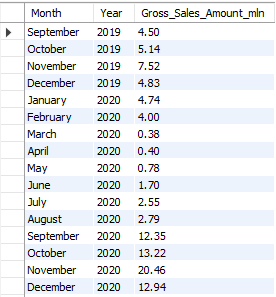 Month Year Gross_Sales_Amount_mln
September 2019 4.50
October 2019 5.14
November 2019 7.52
December 2019 4.83
January 2020 4.74
February 2020 4.00
March 2020 0.38
April 2020 0.40
May 2020 0.78
June 2020 1.70
July 2020 2.55
August 2020 2.79
September 2020 12.35
October 2020 13.22
November 2020 20.46
December 2020 12.94